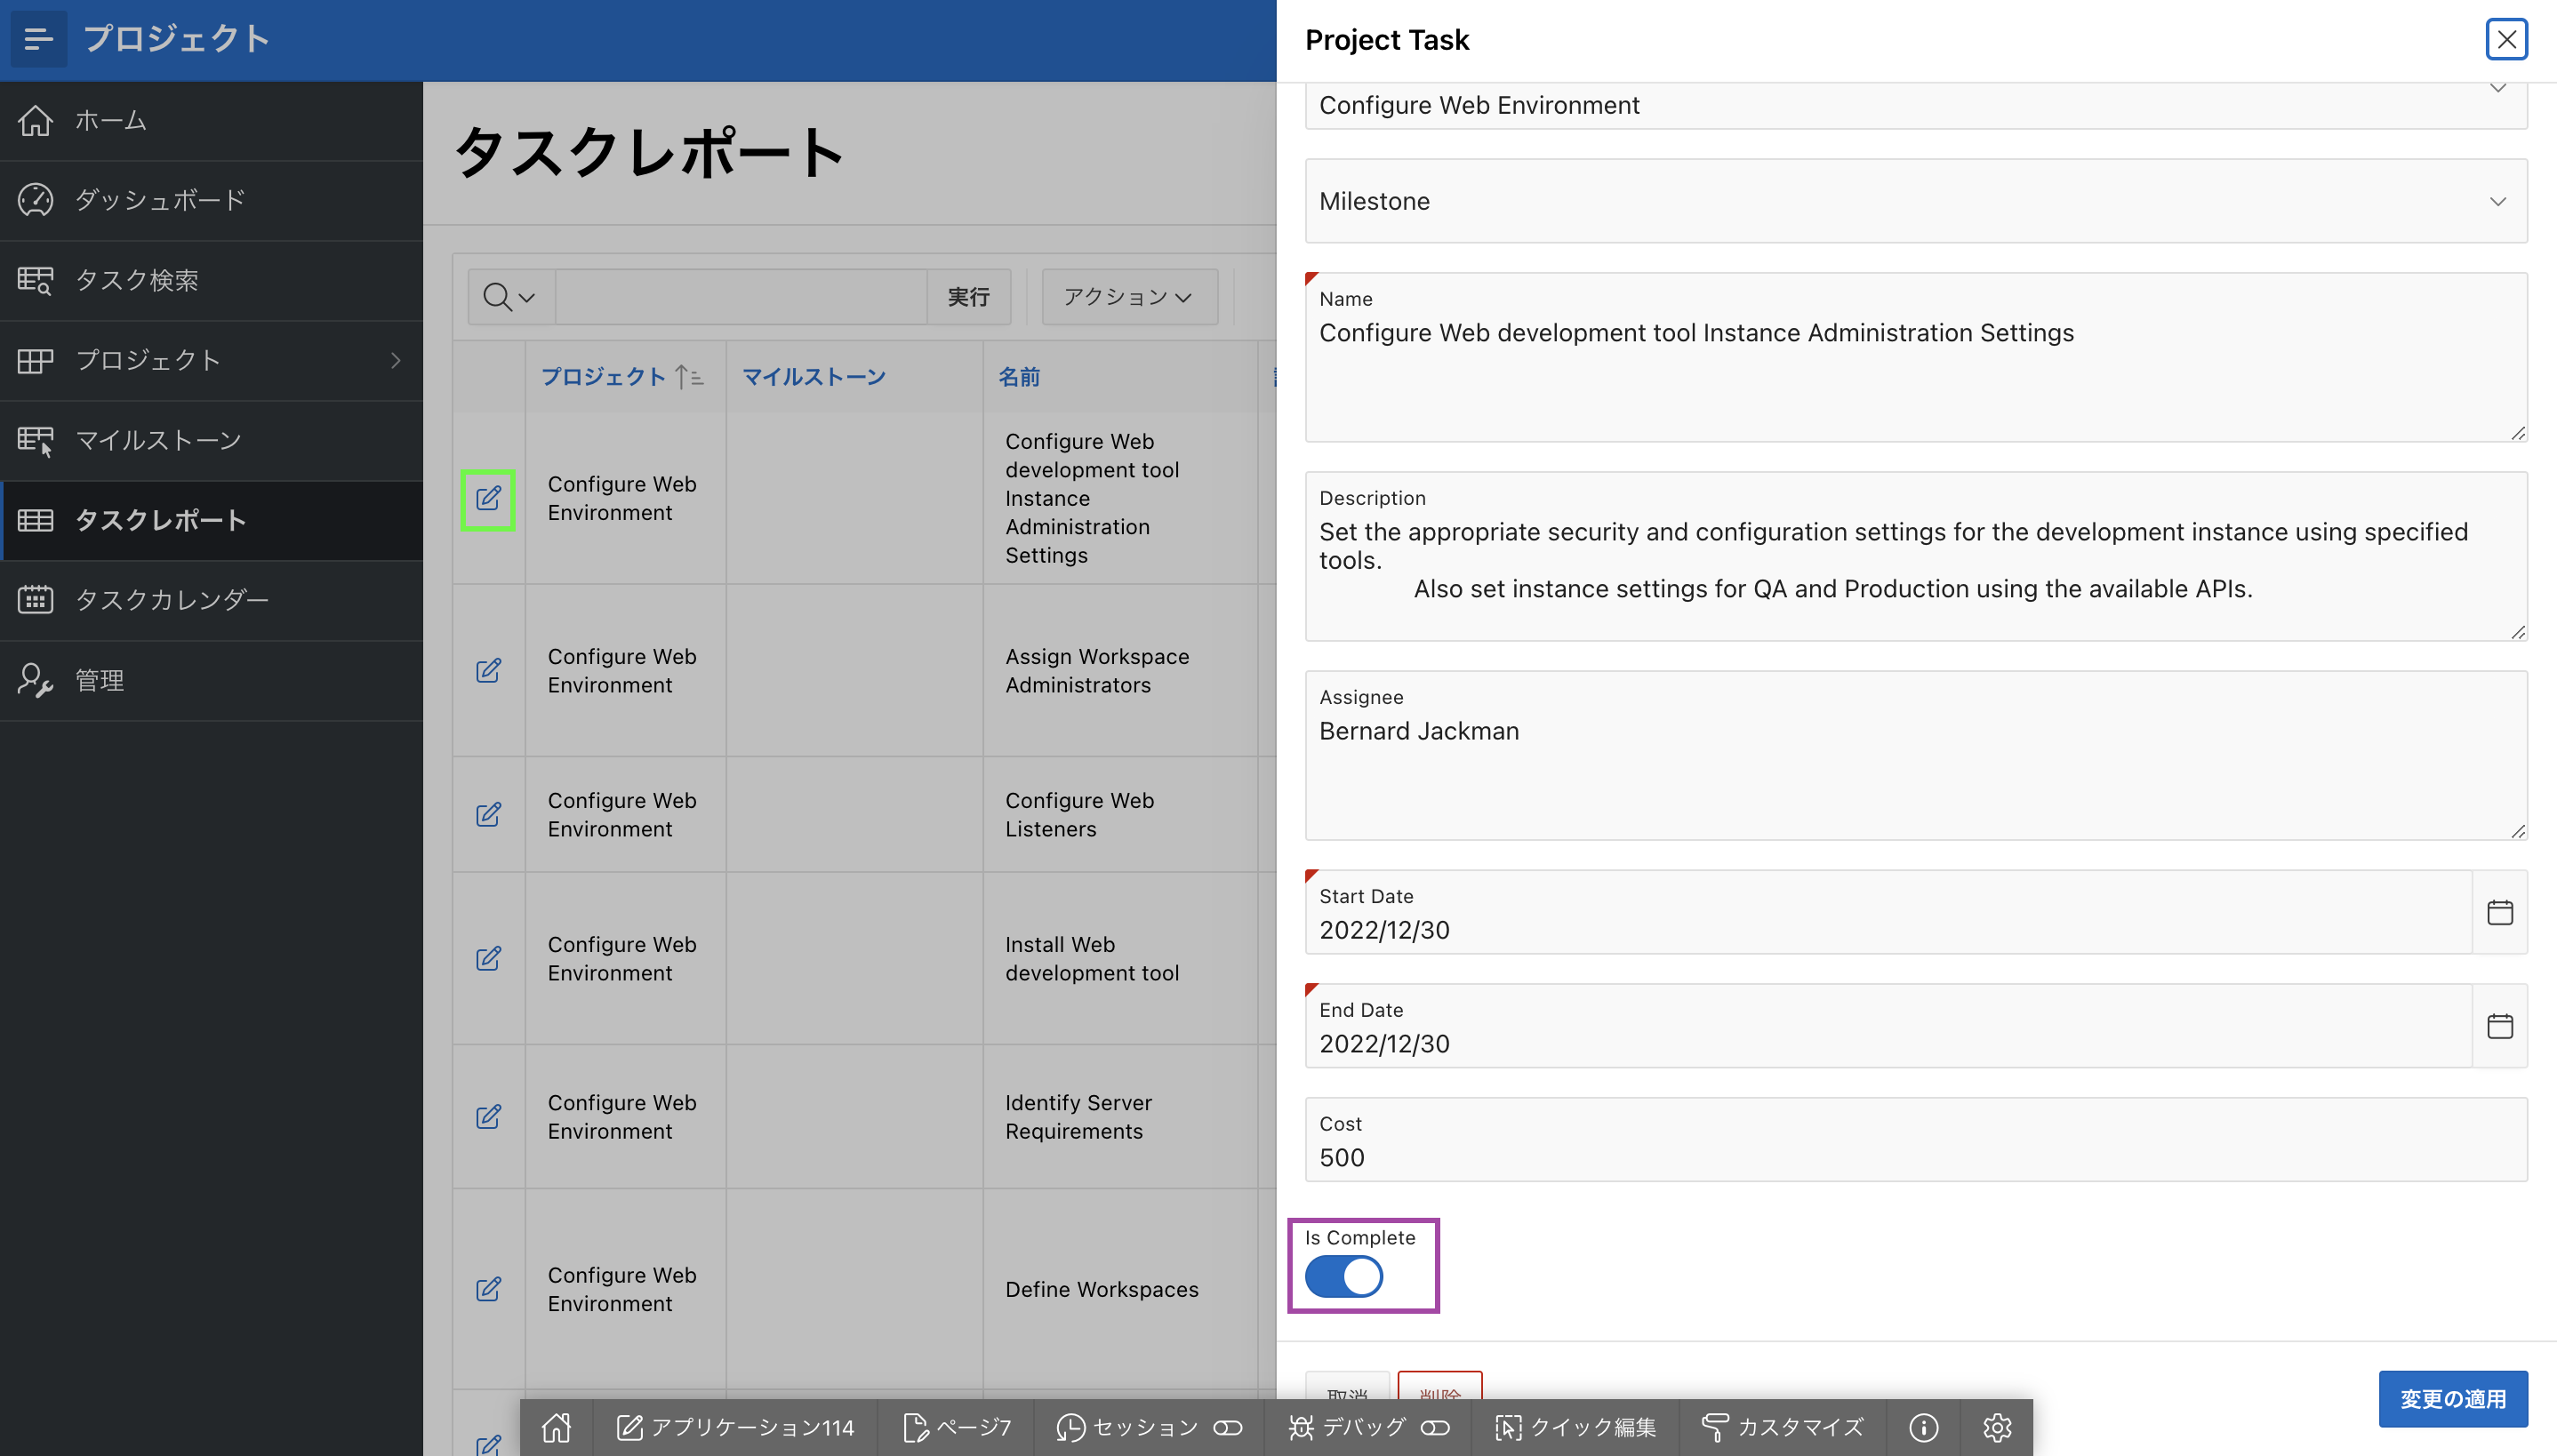 プロジェクト
ホーム
ダッシュボード
タスク検索
プロジェクト
マイルストーン
タスクレポート
タスクカレンダー
管理
タスクレポート
実行
アクション
プロジェクト マイルストーン 名前
Configure Web
Environment
Configure Web
development tool
Instance
Administration
Settings
Configure Web
Environment
Assign Workspace
Administrators
Configure Web
Environment
Configure Web
Listeners
Configure Web
Environment
Install Web
development tool
Configure Web
Environment
Identify Server
Requirements
Configure Web
Environment
Define Workspaces
Project Task
Configure Web Environment
Milestone
Name
Configure Web development tool Instance Administration Settings
Description
Set the appropriate security and configuration settings for the development instance using specified
tools.
Also set instance settings for QA and Production using the available APIs.
Assignee
Bernard Jackman
Start Date
2022/12/30
End Date
2022/12/30
Cost
500
Is Complete
取消 削除
変更の適用
アプリケーション114 ページ7 セッション デバッグ クイック編集 カスタマイズ